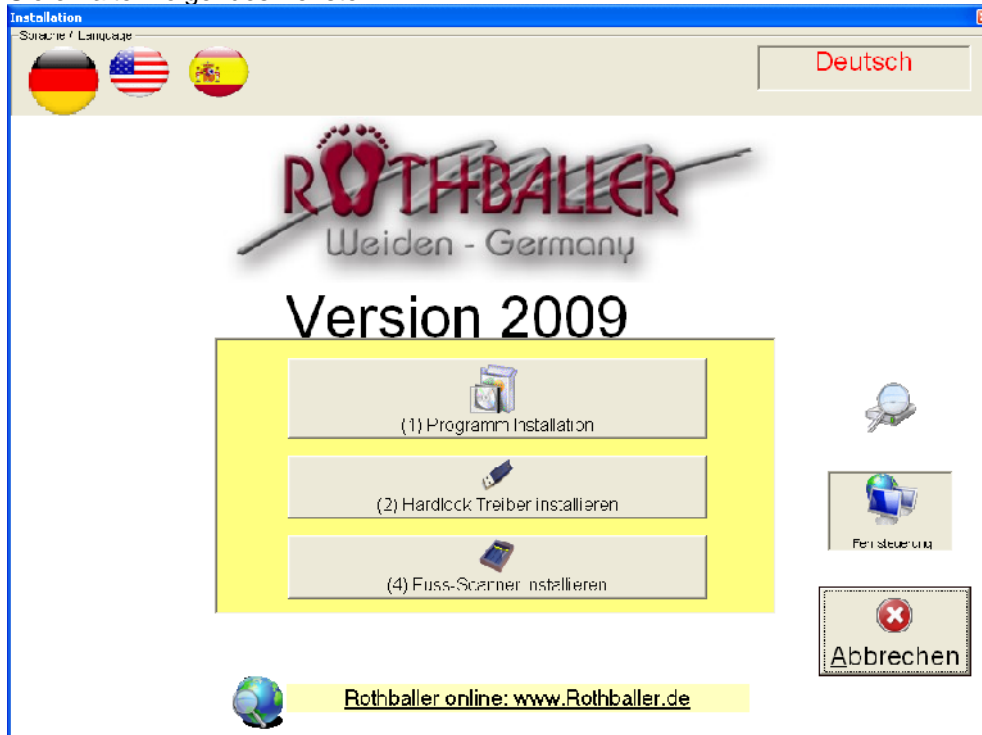 Installation
Sprache / Language
Deutsch
ROTHBALLER
Weiden - Germany
Version 2009
(1) Programm Installation
(2) Hardlock Treiber installieren
(4) Fuss-Scanner installieren
Fernsteuerung
Abbrechen
Rothballer online: www.Rothballer.de